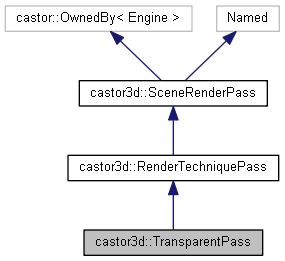 castor::OwnedBy< Engine >
Named
castor3d::SceneRenderPass
castor3d::RenderTechniquePass
castor3d::TransparentPass